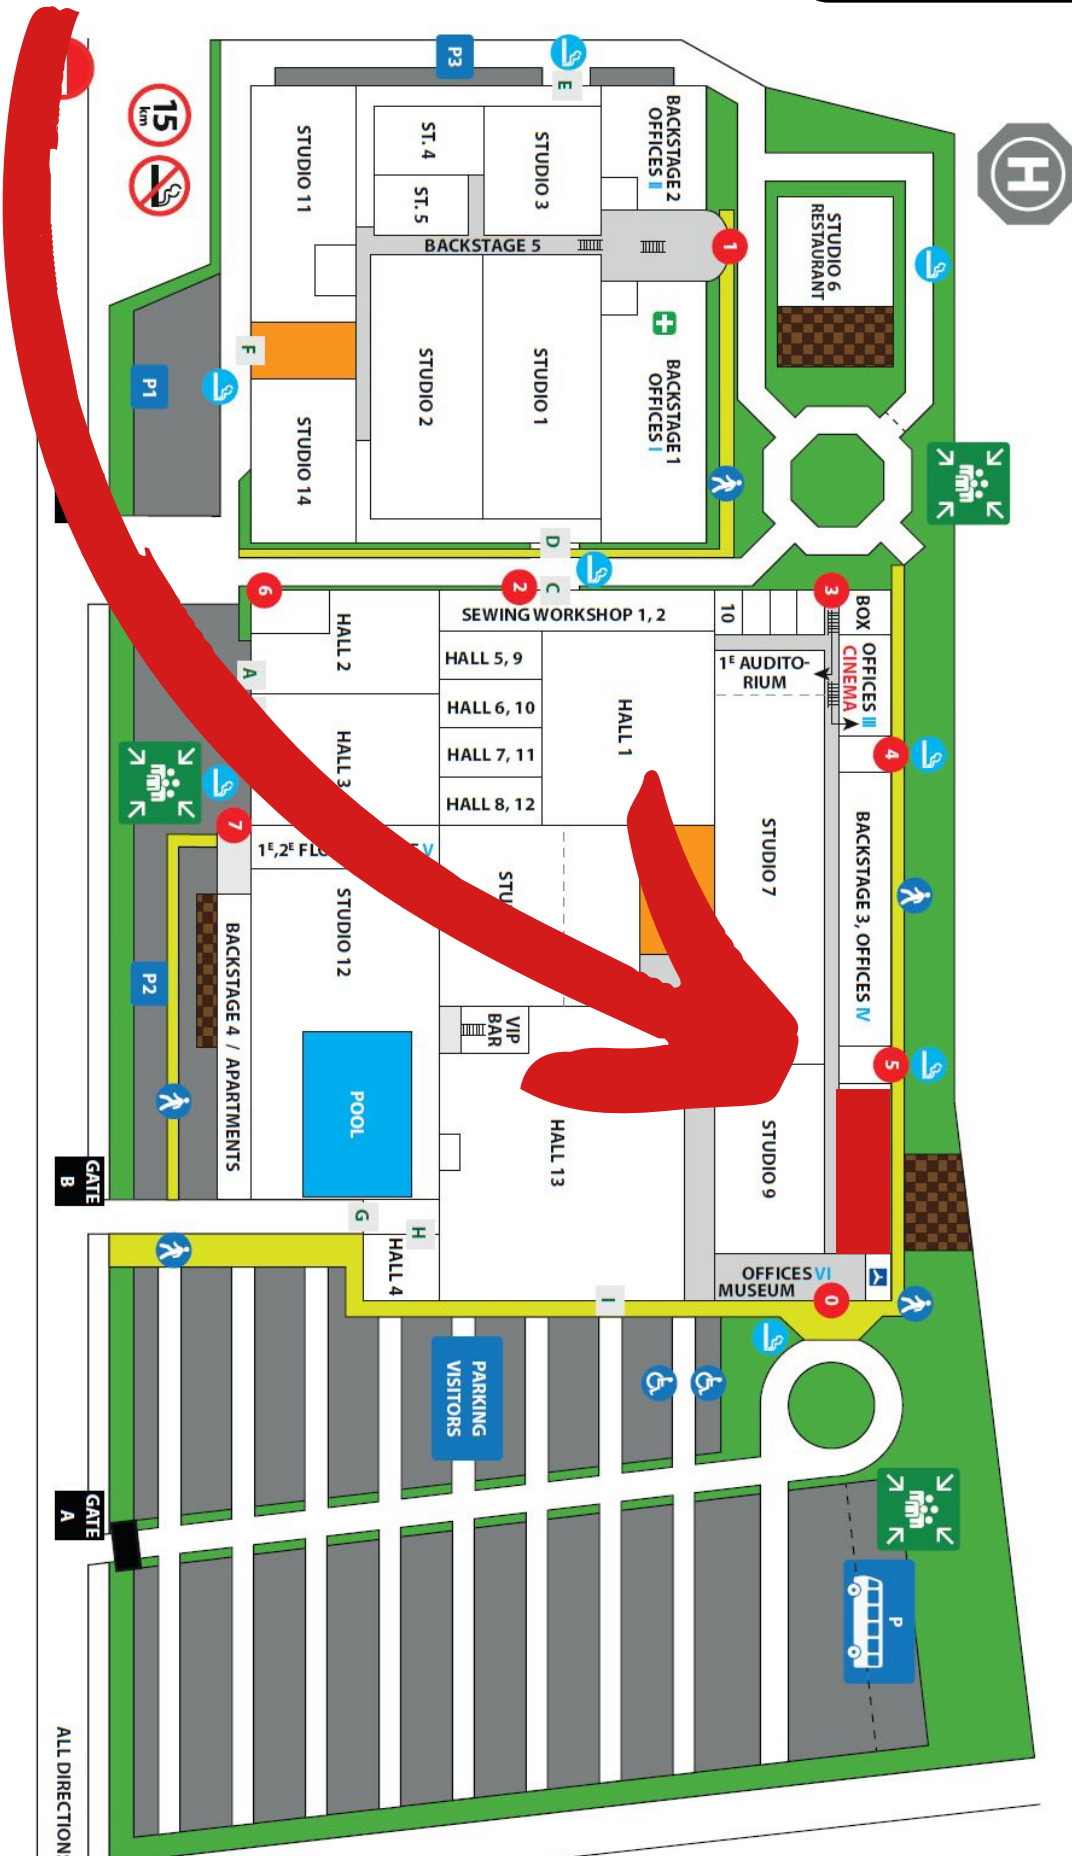 P3
E
15
km
H
STUDIO 11
ST. 4
ST. 5
STUDIO 3
BACKSTAGE 2
OFFICES II
BACKSTAGE 5
1
STUDIO 6
RESTAURANT
P1
F
STUDIO 14
STUDIO 2
STUDIO 1
BACKSTAGE 1
OFFICES I
D
C
6
2
3
SEWING WORKSHOP 1, 2
10
BOX
HALL 2
A
HALL 5, 9
HALL 6, 10
HALL 7, 11
HALL 8, 12
HALL 1
1E AUDITO-
RIUM
OFFICES III
CINEMA
4
HALL 3
7
1E,2E
V
STUDIO 7
BACKSTAGE 3, OFFICES IV
STUDIO 12
BACKSTAGE 4 / APARTMENTS
P2
VIP
BAR
5
POOL
HALL 13
STUDIO 9
GATE
B
G
H
HALL 4
I
OFFICES VI
MUSEUM
0
PARKING
VISITORS
GATE
A
P
ALL DIRECTIONS